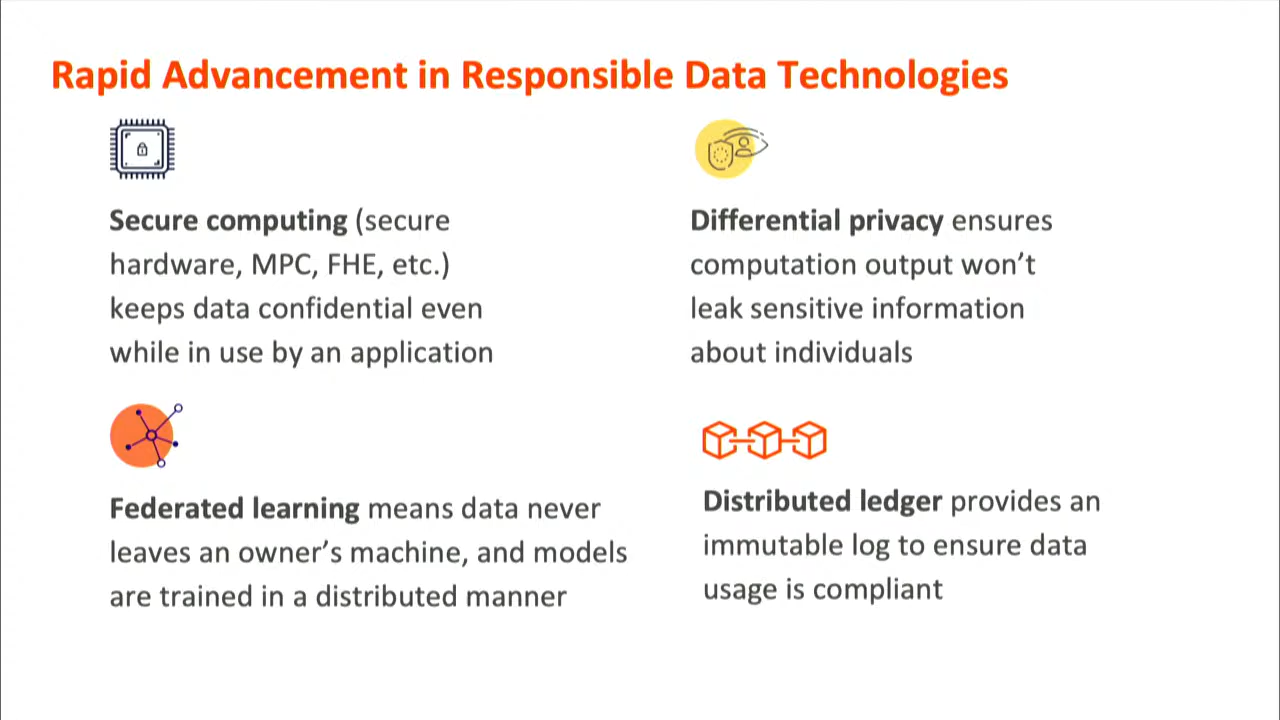 Rapid Advancement in Responsible Data Technologies
Secure computing (secure
hardware, MPC, FHE, etc.)
keeps data confidential even
while in use by an application
Differential privacy ensures
computation output won’t
leak sensitive information
about individuals
Federated learning means data never
leaves an owner’s machine, and models
are trained in a distributed manner
Distributed ledger provides an
immutable log to ensure data
usage is compliant